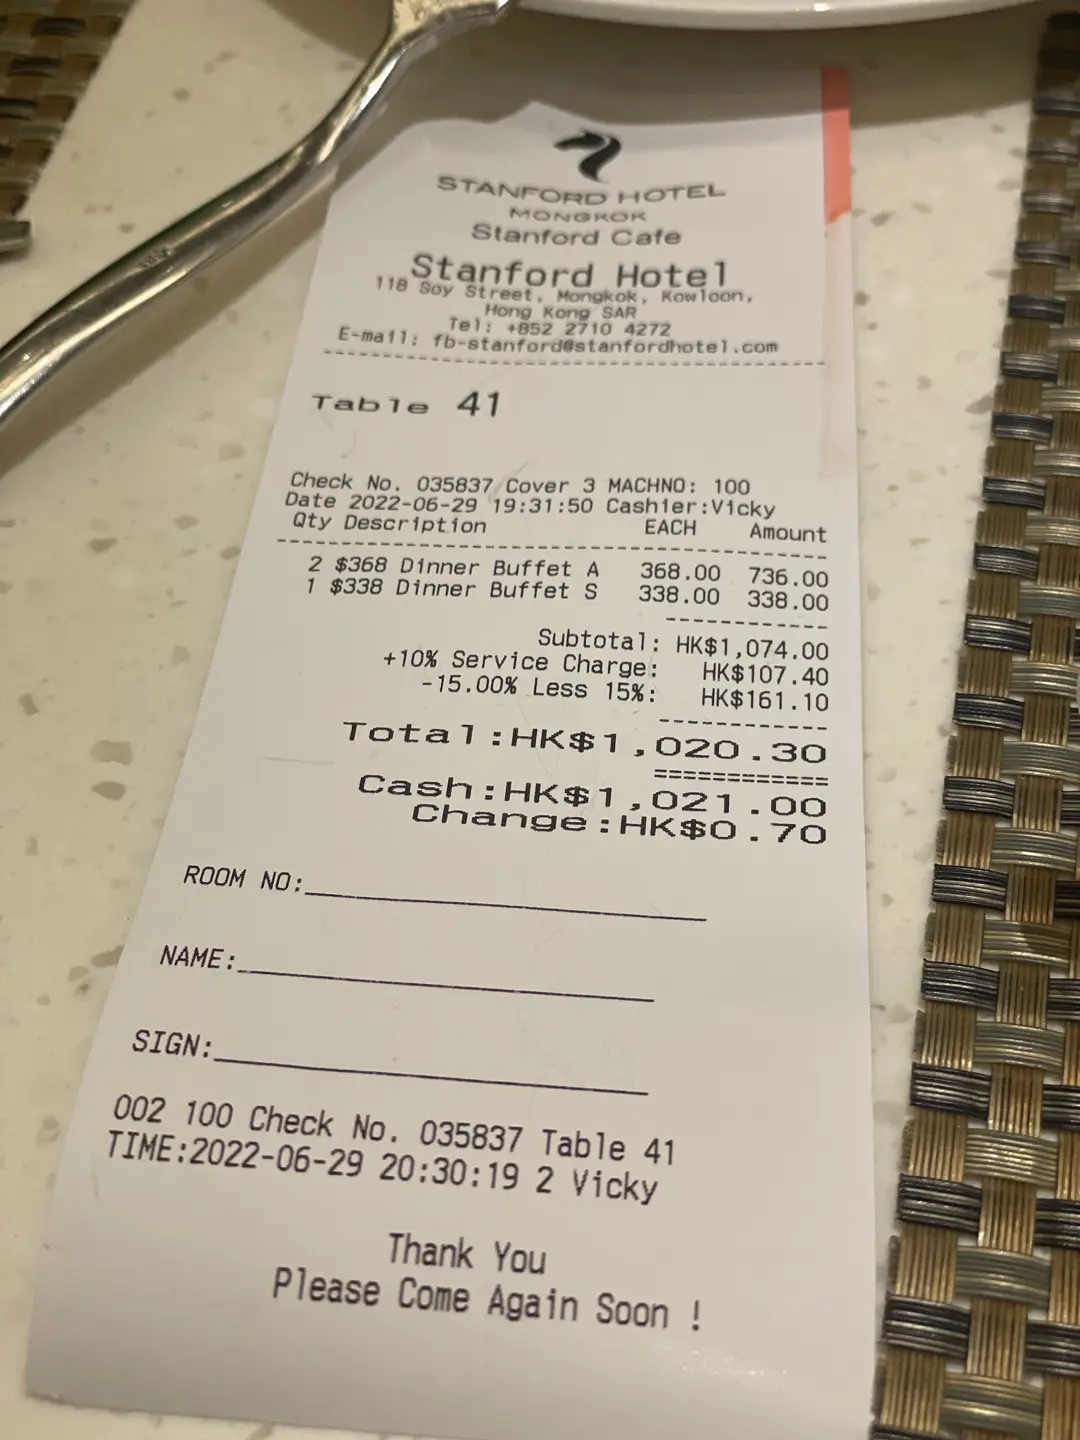 STANFORD HOTEL
MONGKOK
Stanford Cafe
Stanford Hotel
118 Soy Street, Mongkok, Kowloon,
Hong Kong SAR
Tel: +852 2710 4272
E-mail: fb-stanford@stanfordhotel.com
Table 41
Check No. 035837 Cover 3 MACHNO: 100
Date 2022-06-29 19:31:50 Cashier:Vicky
Qty Description EACH Amount
2 $368 Dinner Buffet A 368.00 736.00
1 $338 Dinner Buffet S 338.00 338.00
Subtotal: HK$1,074.00
+10% Service Charge: HK$107.40
-15.00% Less 15%: HK$161.10
Total:HK$1,020.30
Cash:HK$1,021.00
Change:HK$0.70
ROOM NO:
NAME:
SIGN:
002 100 Check No. 035837 Table 41
TIME:2022-06-29 20:30:19 2 Vicky
Thank You
Please Come Again Soon !